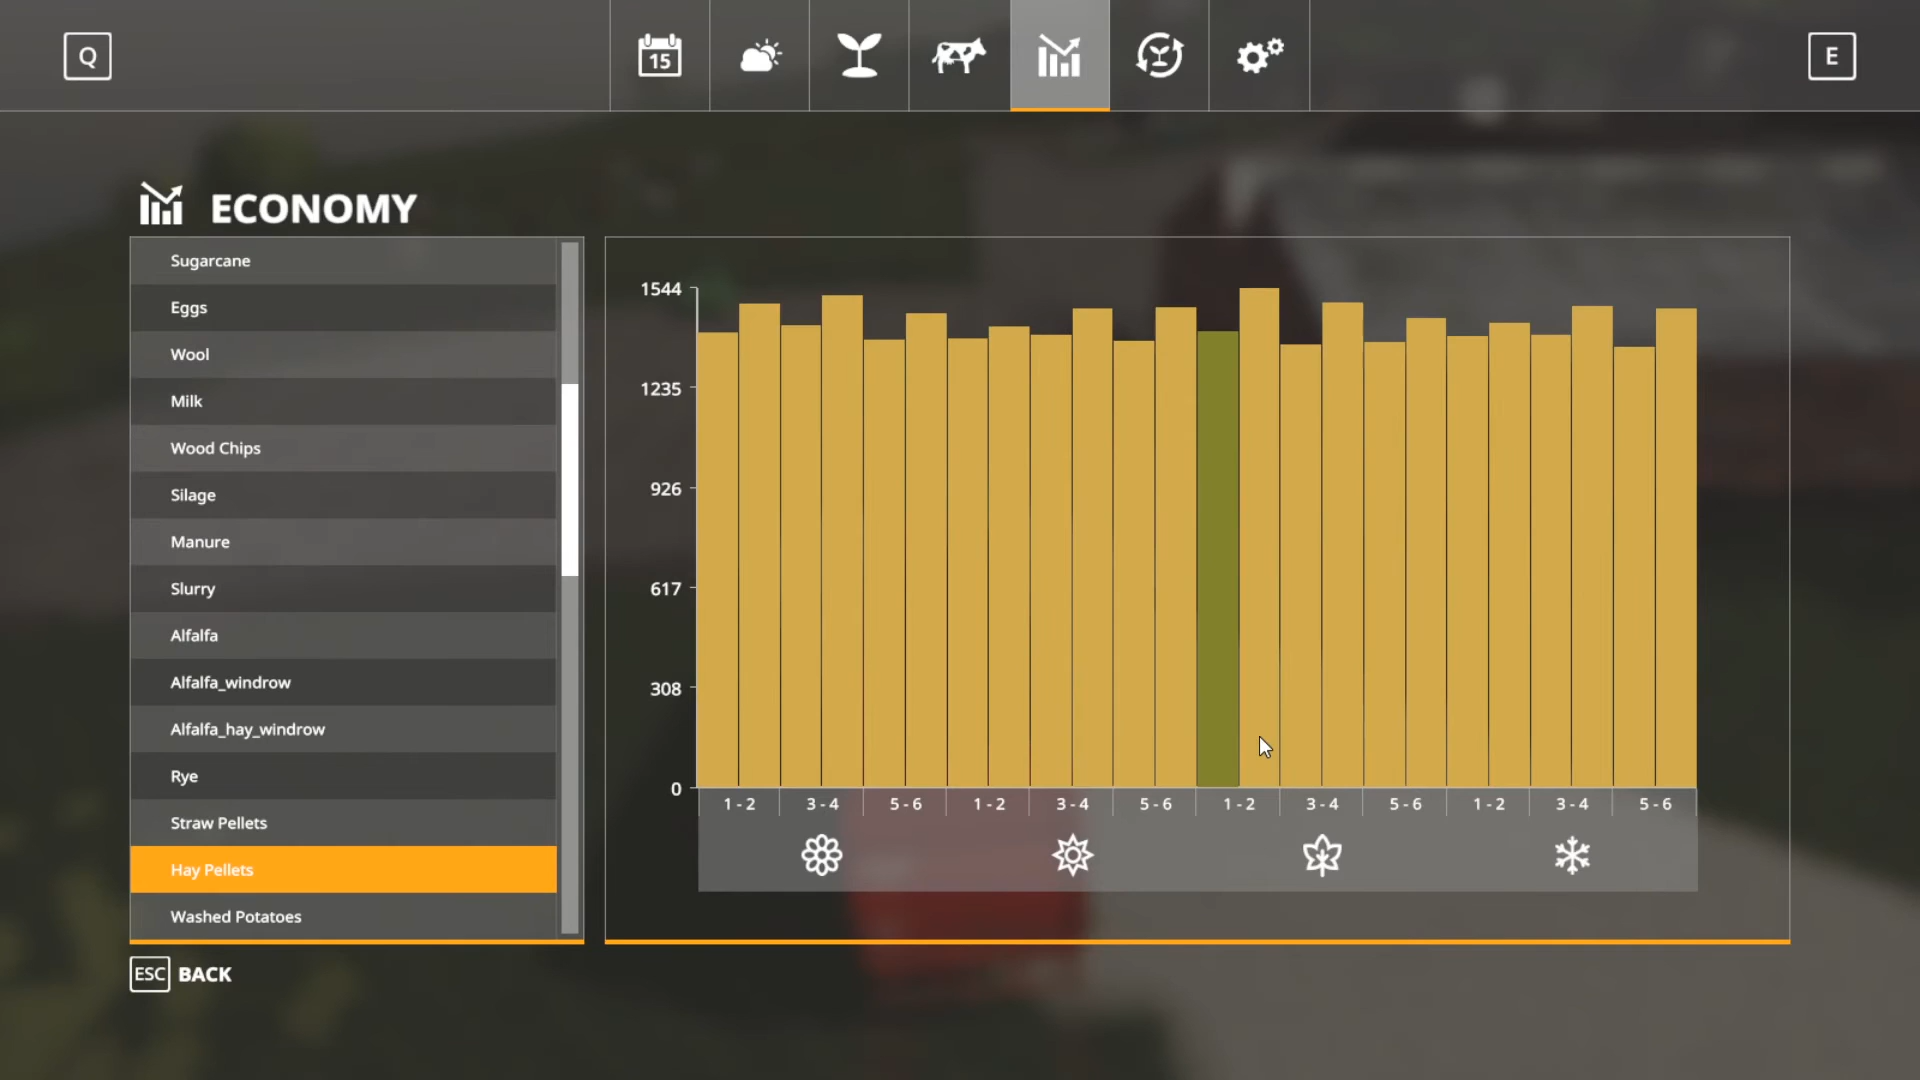 Q
15
E
ECONOMY
Sugarcane
Eggs
Wool
Milk
Wood Chips
Silage
Manure
Slurry
Alfalfa
Alfalfa_windrow
Alfalfa_hay_windrow
Rye
Straw Pellets
Hay Pellets
Washed Potatoes
1544
1235
926
617
308
0
1 - 2 3 - 4 5 - 6 1 - 2 3 - 4 5 - 6 1 - 2 3 - 4 5 - 6 1 - 2 3 - 4 5 - 6
ESC BACK